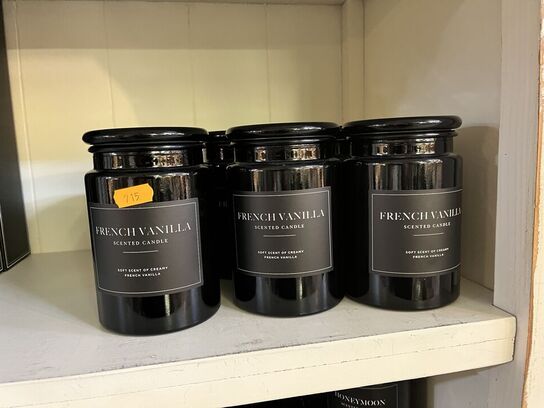 215
FRENCH VANILLA
SCENTED CANDLE
SOFT SCENT OF CREAMY
FRENCH VANILLA
FRENCH VANILLA
SCENTED CANDLE
SOFT SCENT OF CREAMY
FRENCH VANILLA
FRENCH VANILLA
SCENTED CANDLE
SOFT SCENT OF CREAMY
FRENCH VANILLA
HONEYMOON